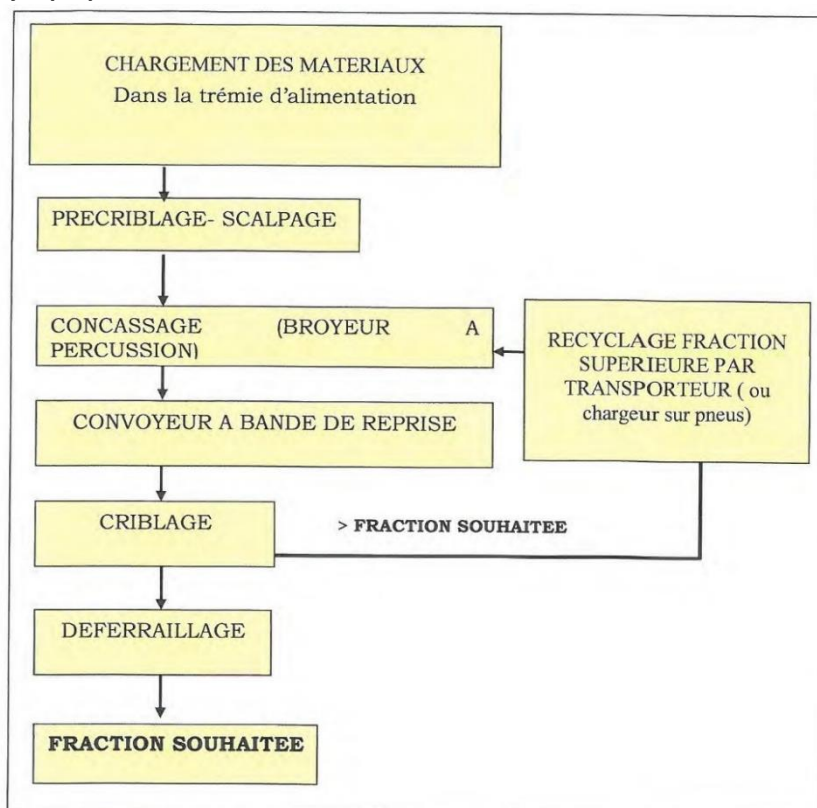 CHARGEMENT DES MATERIAUX
Dans la trémie d'alimentation
PRECRIBLAGE- SCALPAGE
CONCASSAGE (BROYEUR A
PERCUSSION)
RECYCLAGE FRACTION
SUPERIEURE PAR
TRANSPORTEUR ( ou
chargeur sur pneus)
CONVOYEUR A BANDE DE REPRISE
CRIBLAGE
> FRACTION SOUHAITEE
DEFERRAILLAGE
FRACTION SOUHAITEE